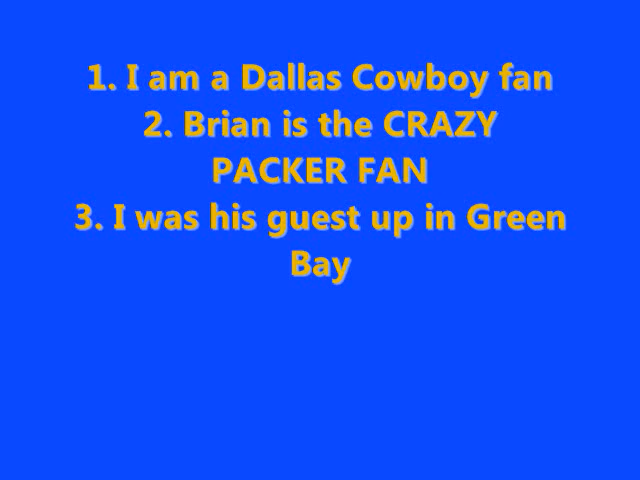 1. I am a Dallas Cowboy fan
2. Brian is the CRAZY
PACKER FAN
3. I was his guest up in Green
Bay